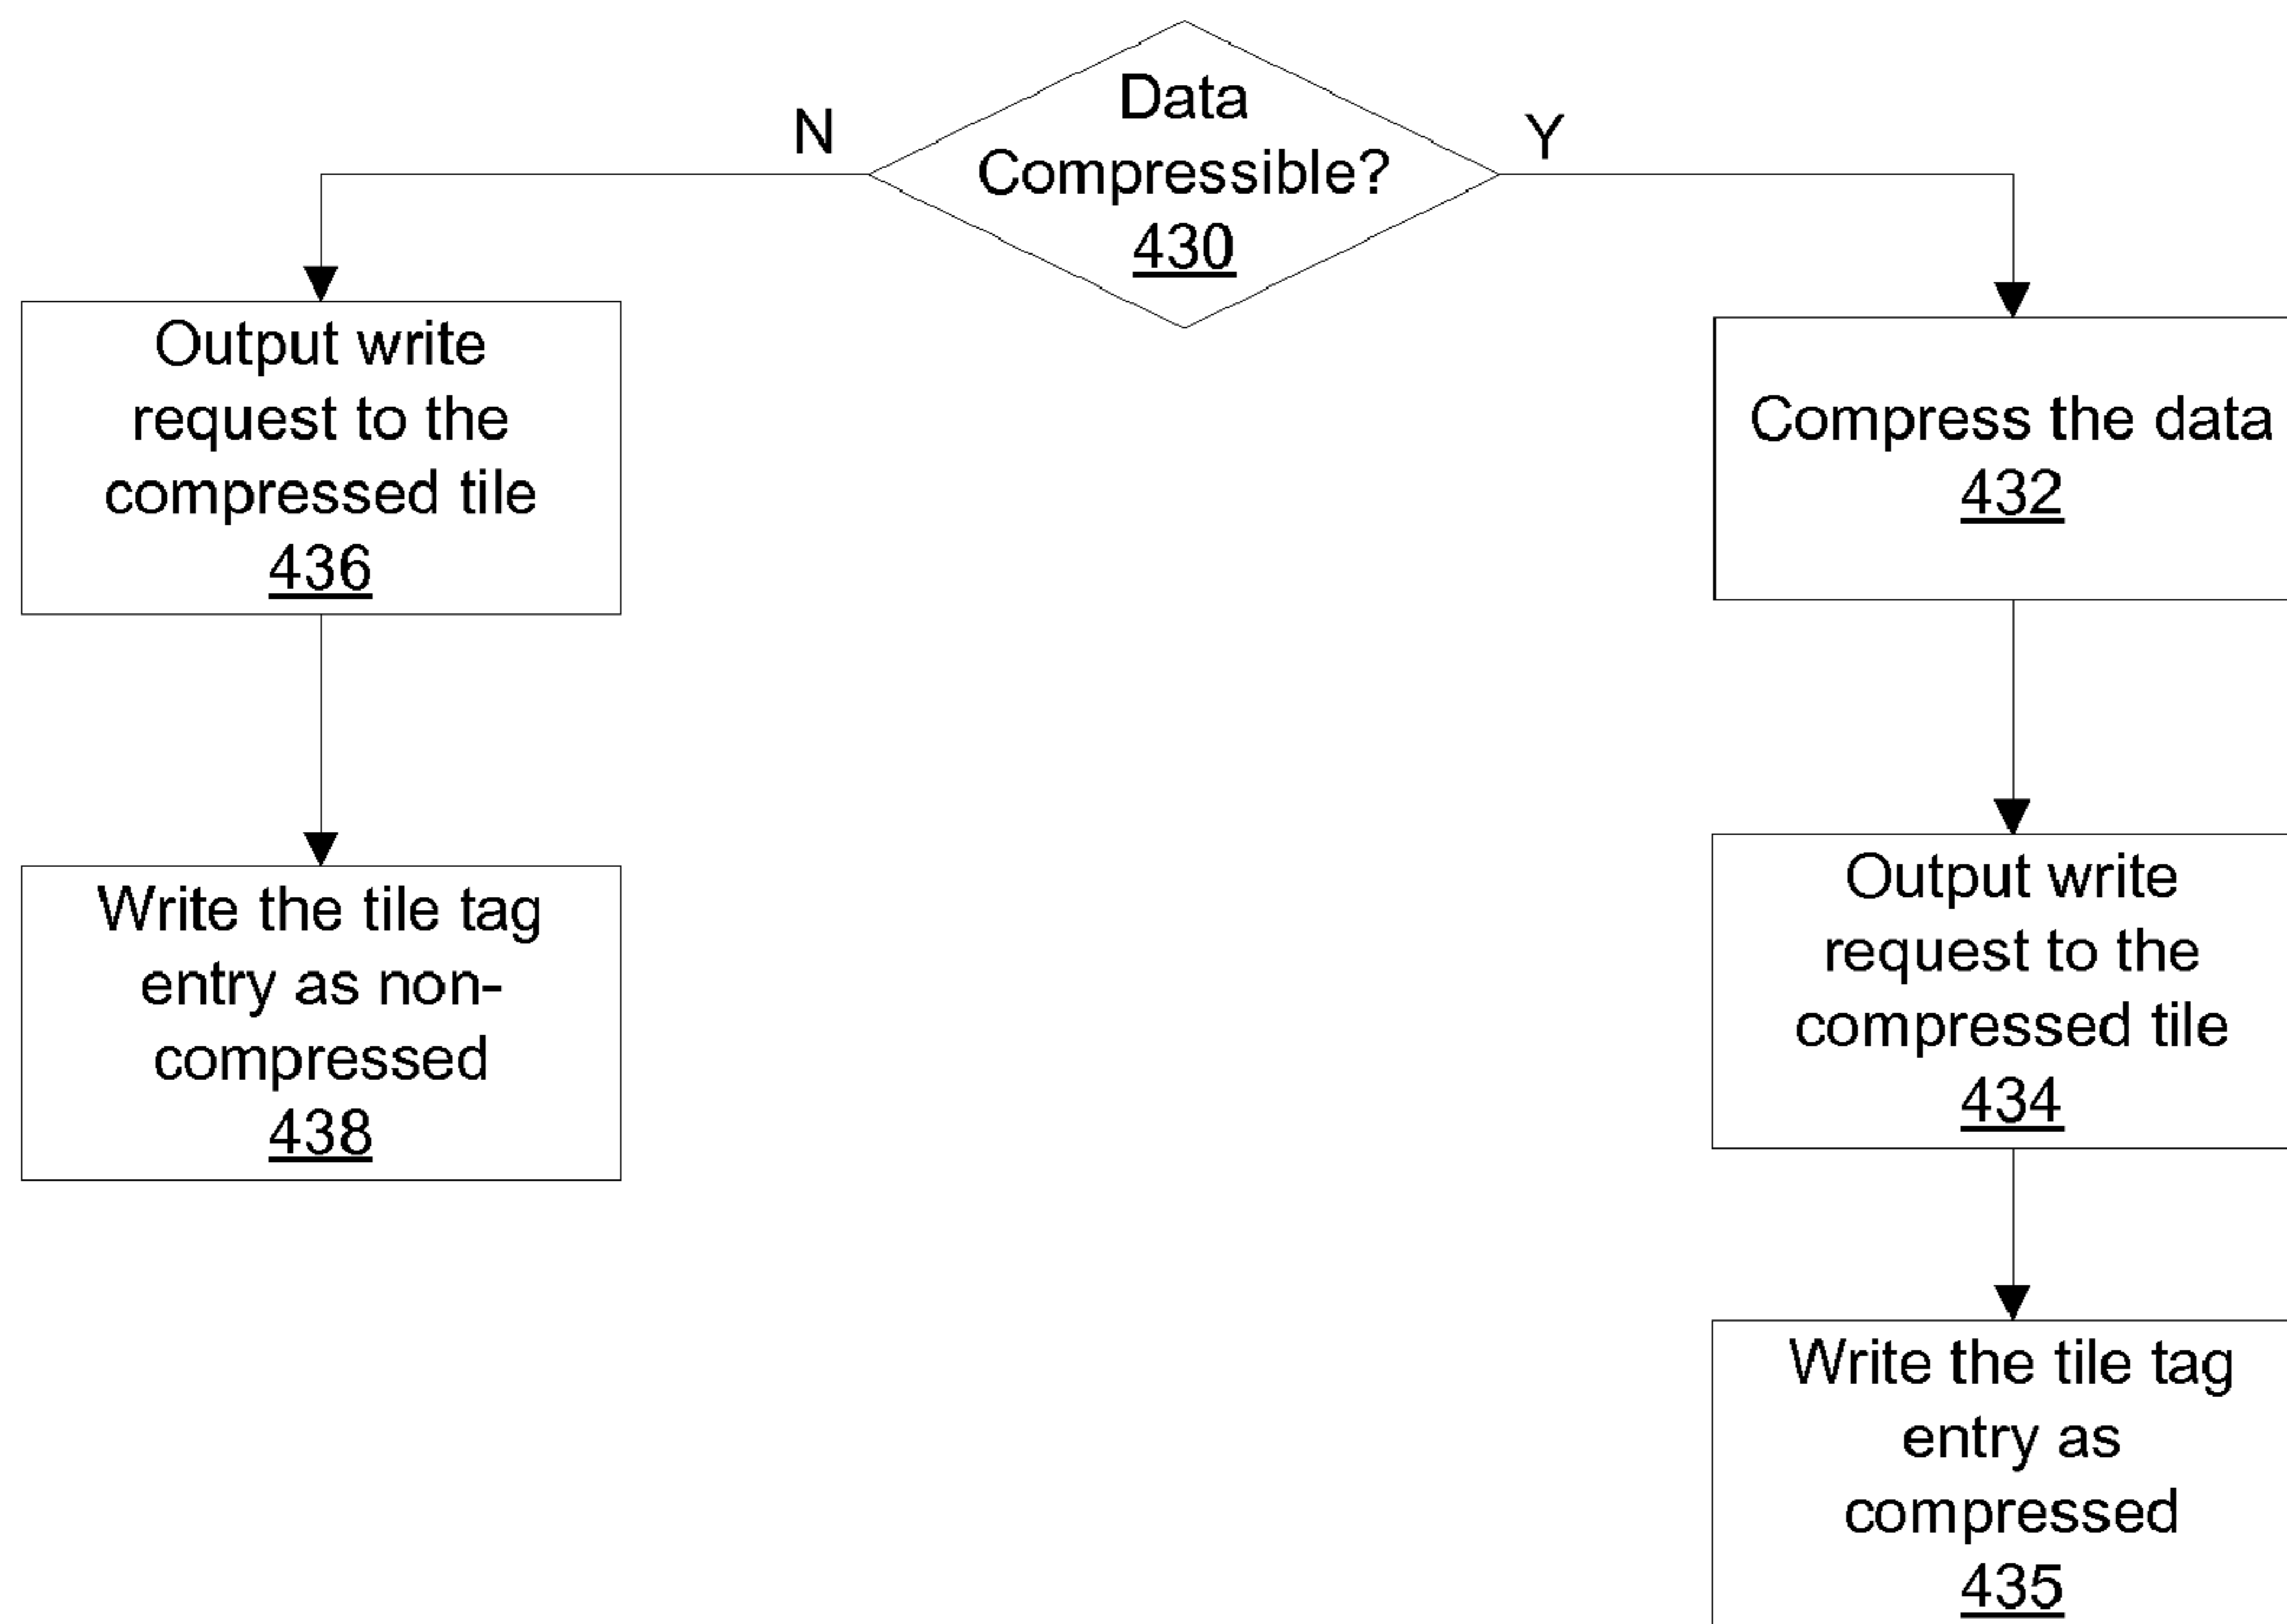 Data
Compressible?
430
N
Y
Output write
request to the
compressed tile
436
Compress the data
432
Write the tile tag
entry as non-
compressed
438
Output write
request to the
compressed tile
434
Write the tile tag
entry as
compressed
435